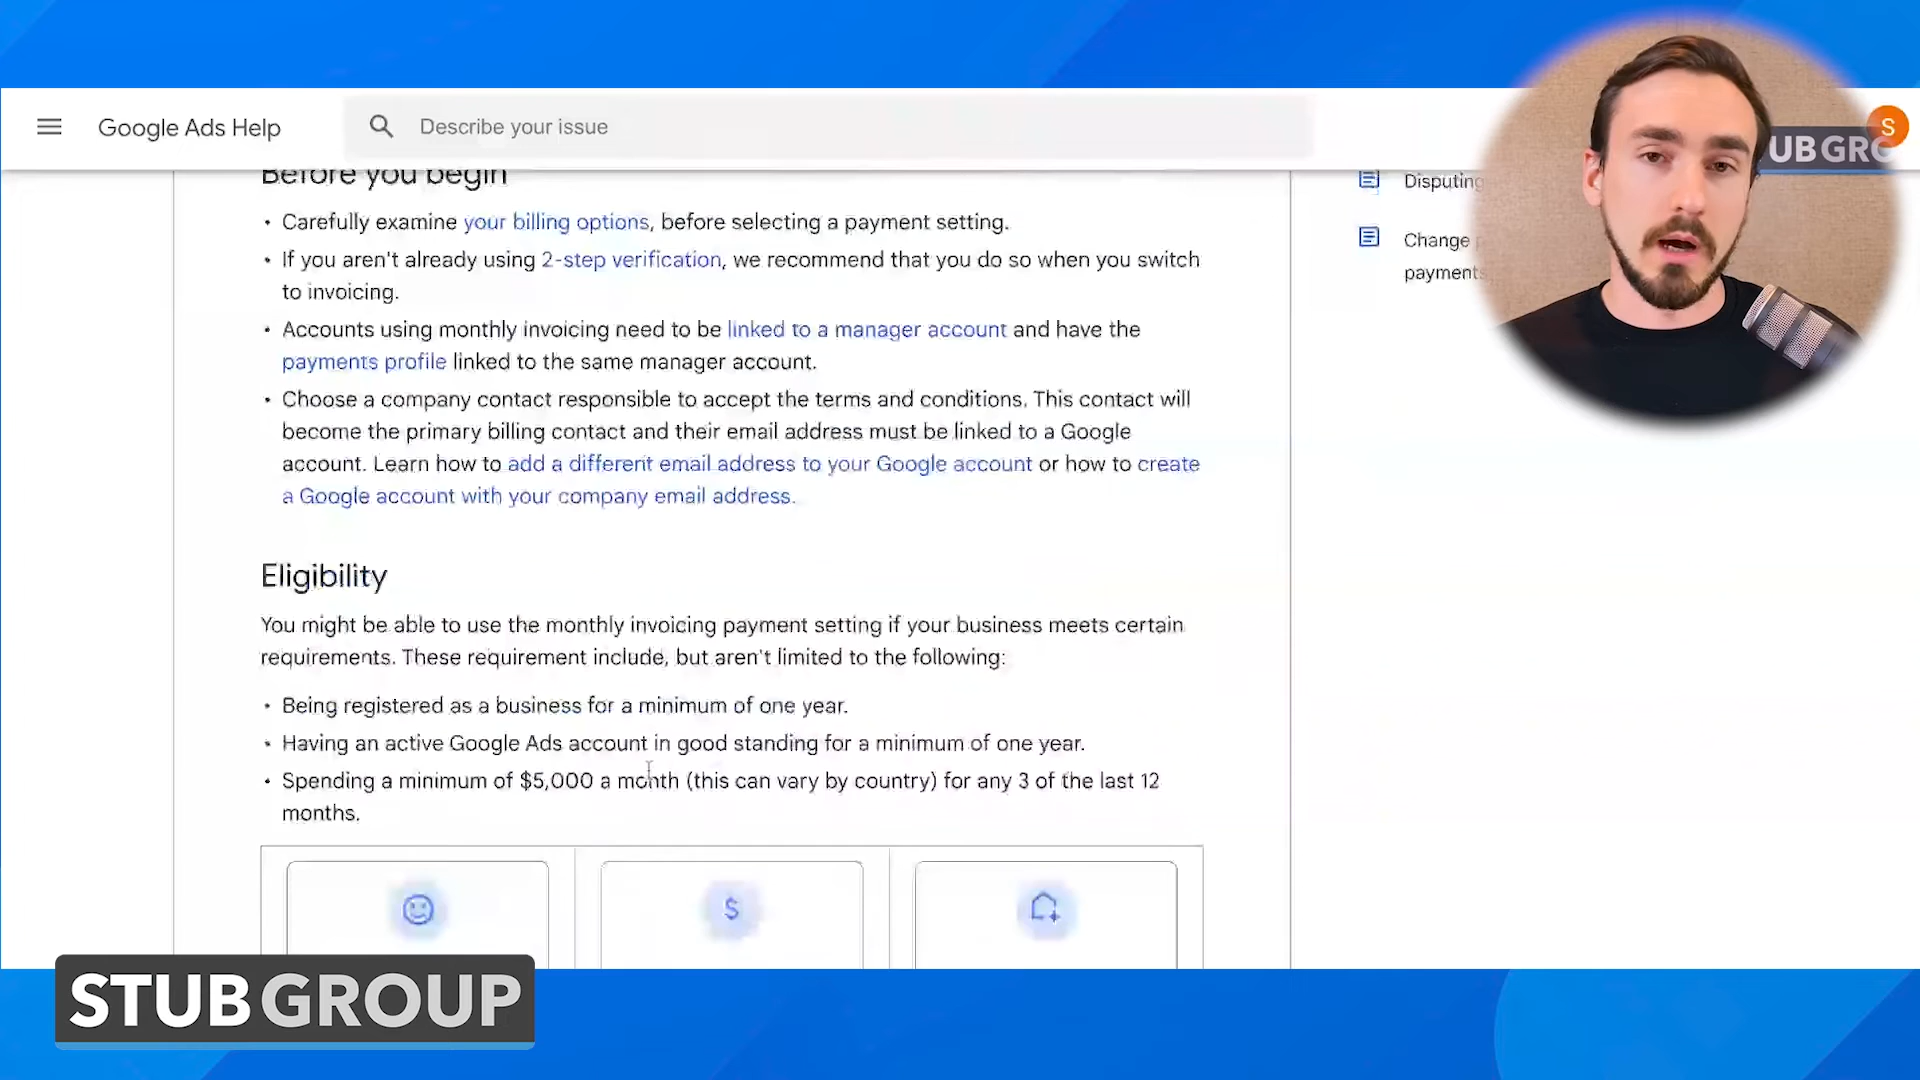 Google Ads Help
Describe your issue
S
UB GRO
Before you begin
• Carefully examine your billing options, before selecting a payment setting.
• If you aren't already using 2-step verification, we recommend that you do so when you switch
to invoicing.
• Accounts using monthly invoicing need to be linked to a manager account and have the
payments profile linked to the same manager account.
• Choose a company contact responsible to accept the terms and conditions. This contact will
become the primary billing contact and their email address must be linked to a Google
account. Learn how to add a different email address to your Google account or how to create
a Google account with your company email address.
Disputing
Change
payments
Eligibility
You might be able to use the monthly invoicing payment setting if your business meets certain
requirements. These requirement include, but aren't limited to the following:
• Being registered as a business for a minimum of one year.
• Having an active Google Ads account in good standing for a minimum of one year.
• Spending a minimum of $5,000 a month (this can vary by country) for any 3 of the last 12
months.
$
STUB GROUP